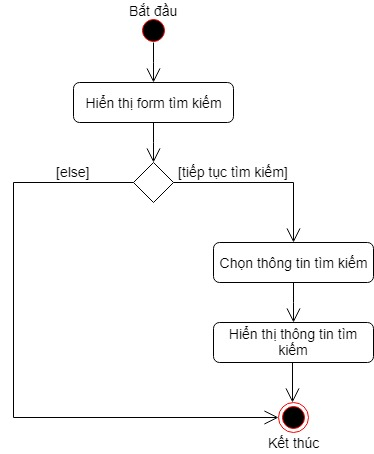 Bắt đầu
Hiển thị form tìm kiếm
[else]
[tiếp tục tìm kiếm]
Chọn thông tin tìm kiếm
Hiển thị thông tin tìm
kiếm
Kết thúc